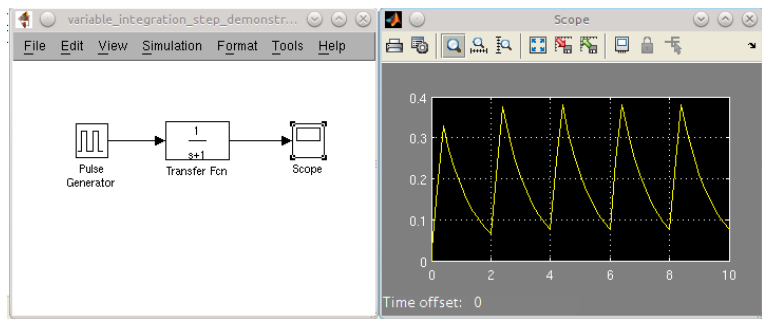 variable_integration_step_demonstr...
File Edit View Simulation Format Tools Help
1
s+1
Pulse
Generator
Transfer Fcn
Scope
Scope
0.4
0.3
0.2
0.1
0
0 2 4 6 8 10
Time offset: 0